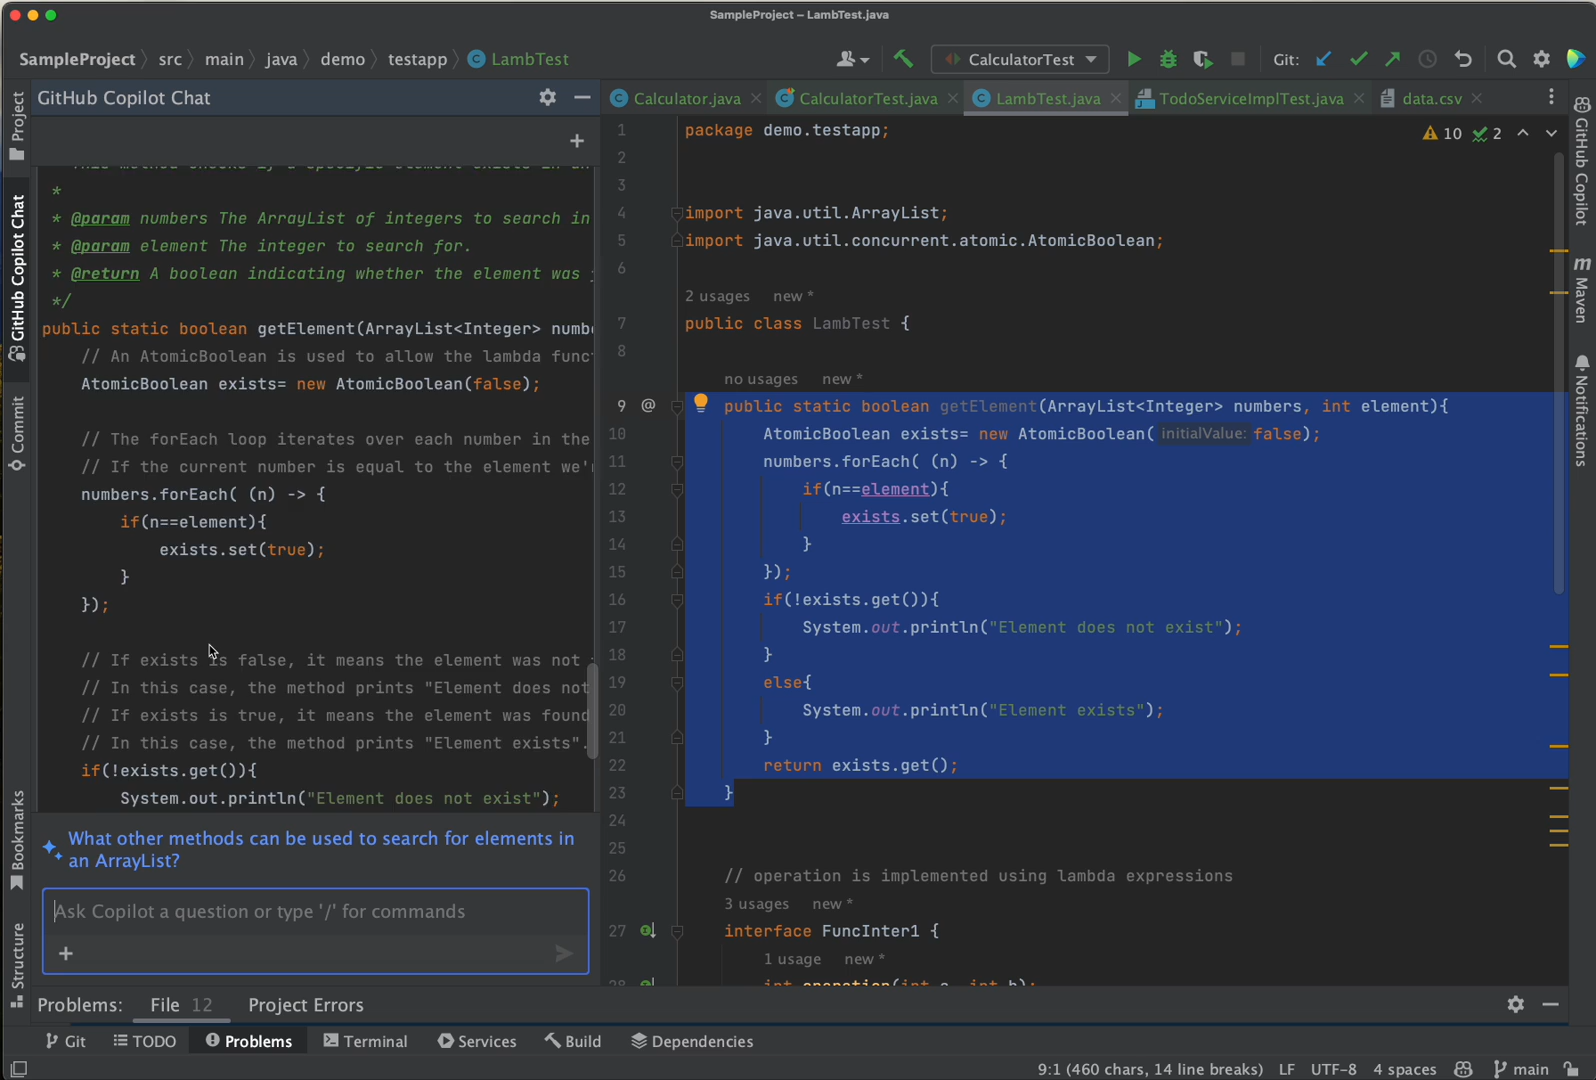 SampleProject – LambTest.java
SampleProject src main java demo testapp LambTest
CalculatorTest
Git:
GitHub Copilot Chat
Calculator.java
CalculatorTest.java
LambTest.java
TodoServiceImplTest.java
data.csv
Project
GitHub Copilot Chat
Commit
Bookmarks
Structure
*
* @param numbers The ArrayList of integers to search in
* @param element The integer to search for.
* @return A boolean indicating whether the element was
*/
public static boolean getElement(ArrayList<Integer> numb
// An AtomicBoolean is used to allow the lambda func
AtomicBoolean exists= new AtomicBoolean(false);
// The forEach loop iterates over each number in the
// If the current number is equal to the element we'
numbers.forEach( (n) -> {
if(n==element){
exists.set(true);
}
});
// If exists is false, it means the element was not
// In this case, the method prints "Element does not
// If exists is true, it means the element was found
// In this case, the method prints "Element exists".
if(!exists.get()){
System.out.println("Element does not exist");
What other methods can be used to search for elements in
an ArrayList?
Ask Copilot a question or type '/' for commands
10 2
1 package demo.testapp;
2
3
4 import java.util.ArrayList;
5 import java.util.concurrent.atomic.AtomicBoolean;
6
2 usages new *
7 public class LambTest {
8
no usages new *
9 @ public static boolean getElement(ArrayList<Integer> numbers, int element){
10 AtomicBoolean exists= new AtomicBoolean( initialValue: false);
11 numbers.forEach( (n) -> {
12 if(n==element){
13 exists.set(true);
14 }
15 });
16 if(!exists.get()){
17 System.out.println("Element does not exist");
18 }
19 else{
20 System.out.println("Element exists");
21 }
22 return exists.get();
23 }
24
25
26 // operation is implemented using lambda expressions
3 usages new *
27 interface FuncInter1 {
1 usage new *
28 int operation(int a, int b);
GitHub Copilot
m Maven
Notifications
Problems: File 12 Project Errors
Git TODO Problems Terminal Services Build Dependencies
9:1 (460 chars, 14 line breaks) LF UTF-8 4 spaces main